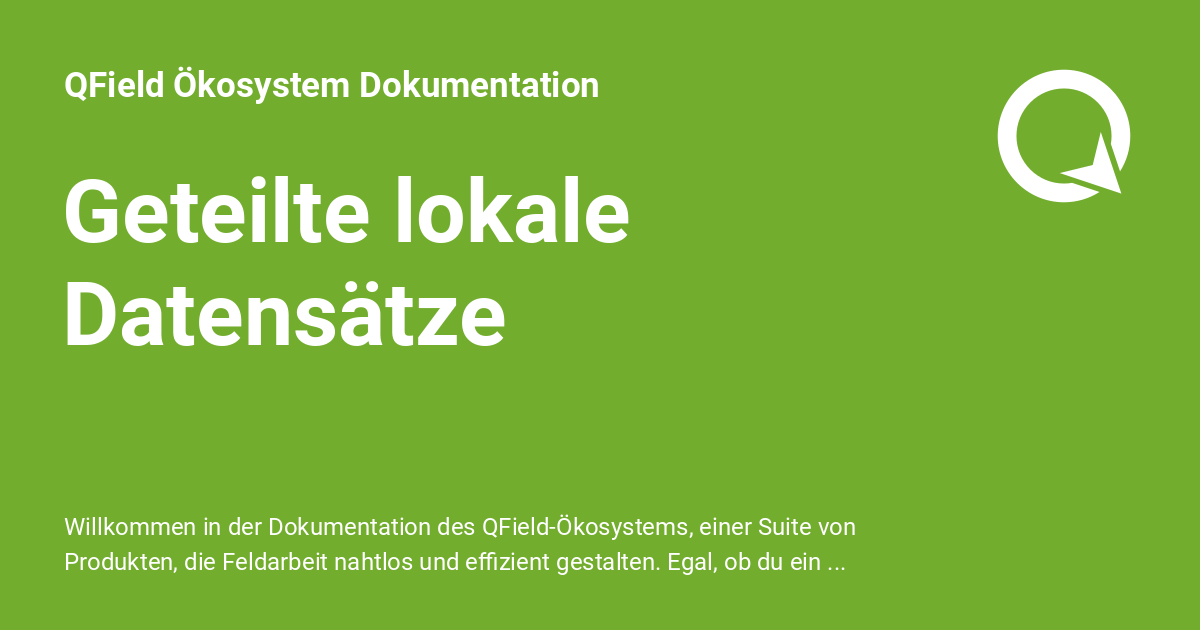 QField Ökosystem Dokumentation
Geteilte lokale
Datensätze
Willkommen in der Dokumentation des QField-Ökosystems, einer Suite von
Produkten, die Feldarbeit nahtlos und effizient gestalten. Egal, ob du ein ...